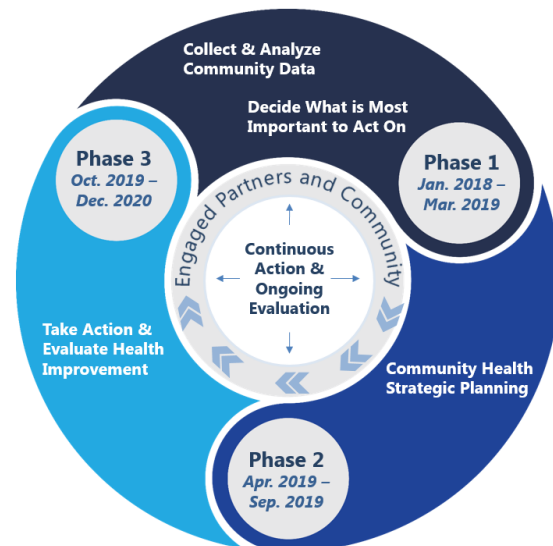 Collect & Analyze
Community Data
Decide What is Most
Important to Act On
Phase 1
Jan. 2018 –
Mar. 2019
Phase 3
Oct. 2019 –
Dec. 2020
Engaged Partners and Community
Continuous
Action &
Ongoing
Evaluation
Take Action &
Evaluate Health
Improvement
Community Health
Strategic Planning
Phase 2
Apr. 2019 –
Sep. 2019